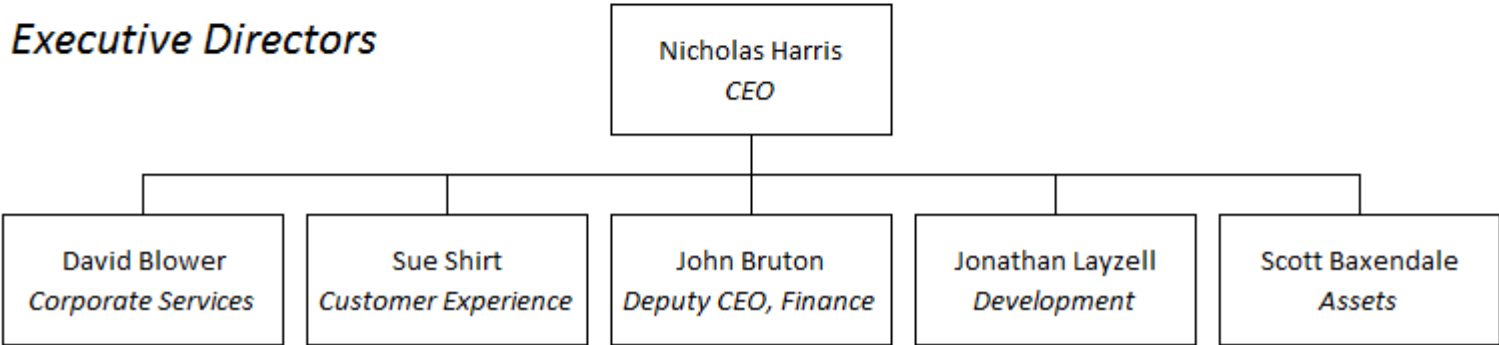 Executive Directors
Nicholas Harris
CEO
David Blower
Corporate Services
Sue Shirt
Customer Experience
John Bruton
Deputy CEO, Finance
Jonathan Layzell
Development
Scott Baxendale
Assets